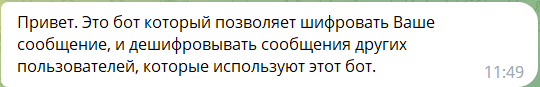 Привет. Это бот который позволяет шифровать Ваше
сообщение, и дешифровывать сообщения других
пользователей, которые используют этот бот.
11:49